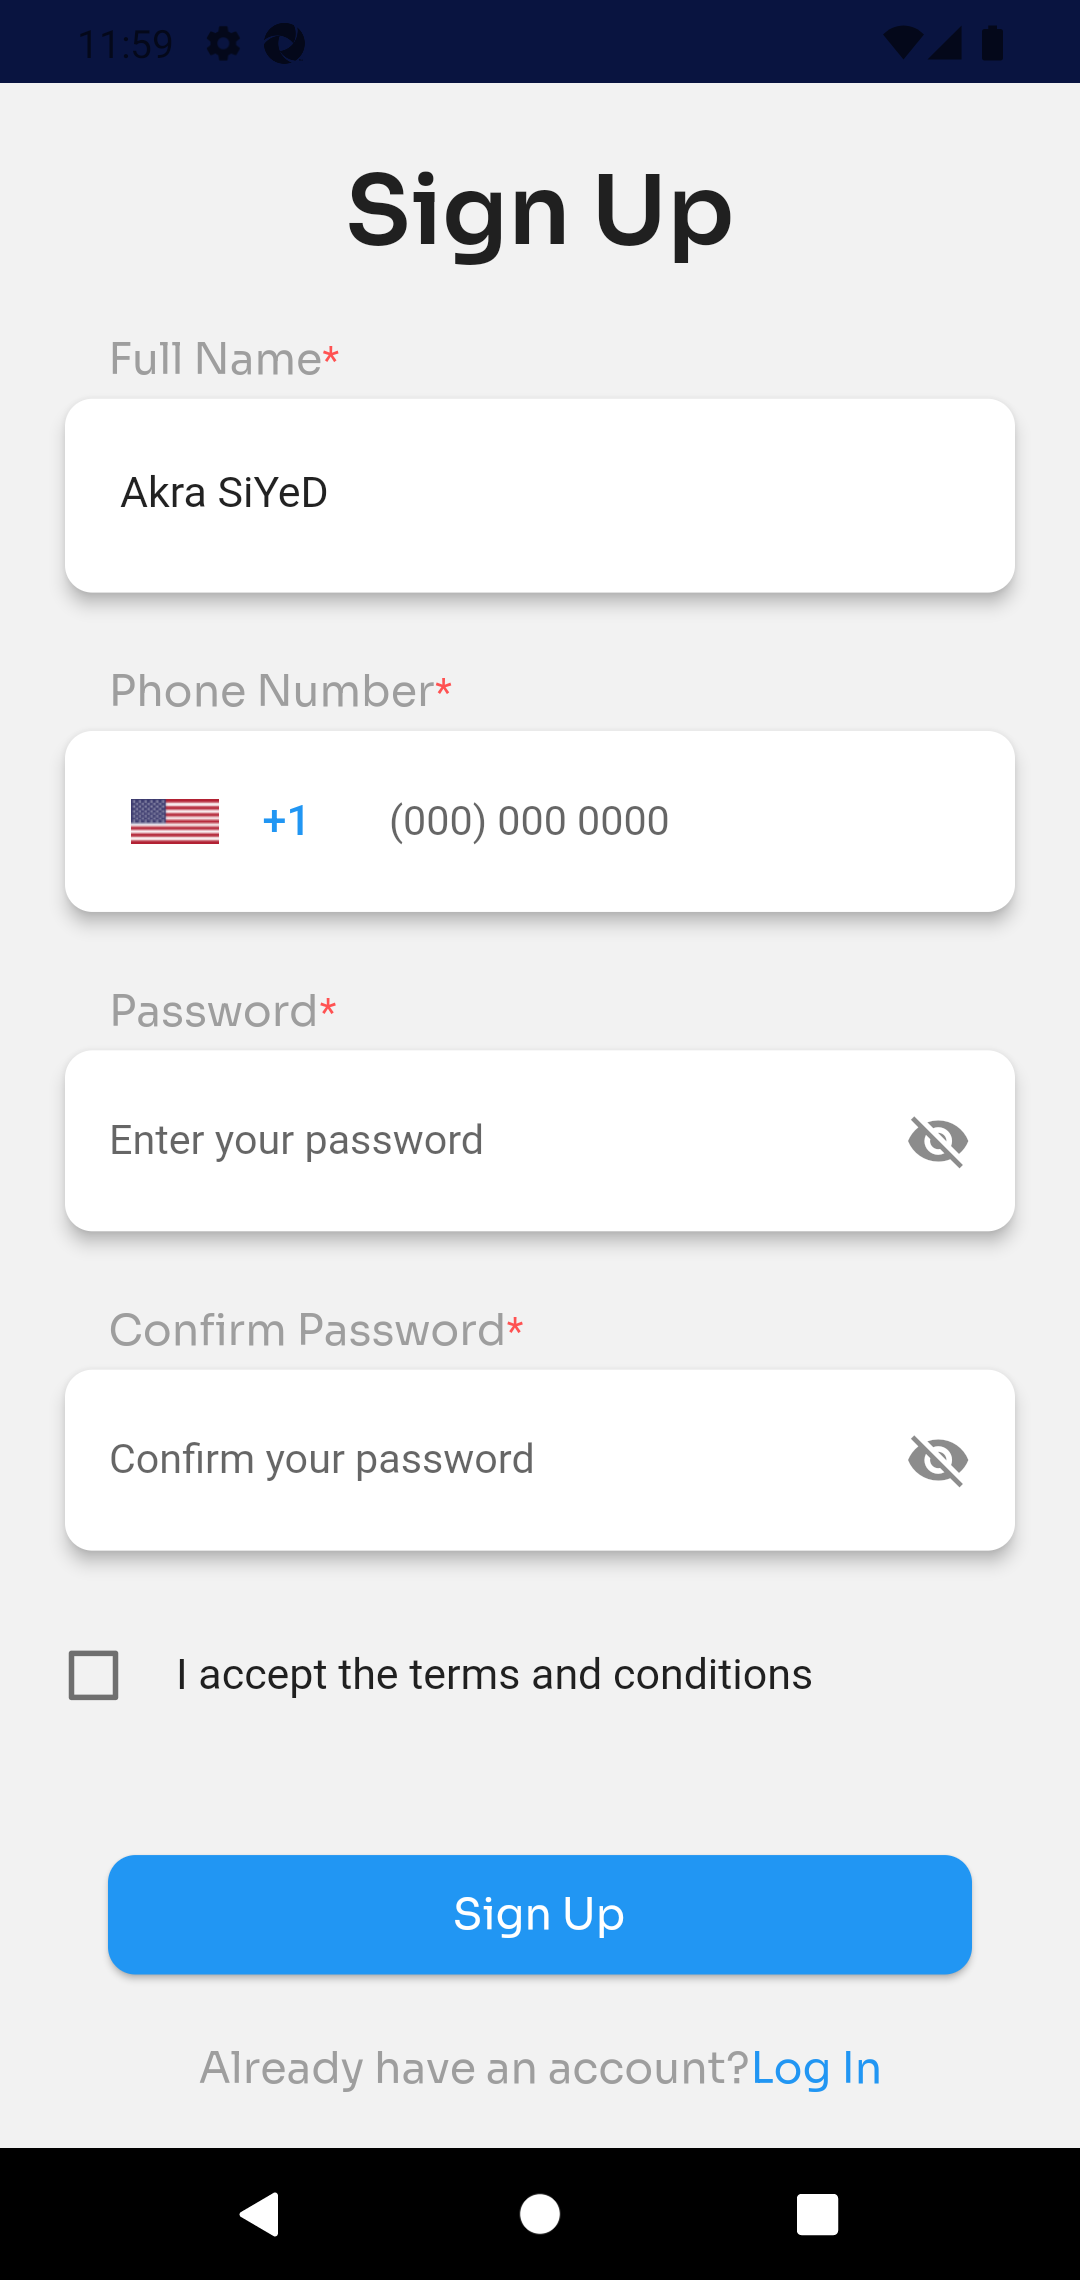 11:59
Sign Up
Full Name*
Akra SiYeD
Phone Number*
+1 (000) 000 0000
Password*
Enter your password
Confirm Password*
Confirm your password
I accept the terms and conditions
Sign Up
Already have an account?Log In